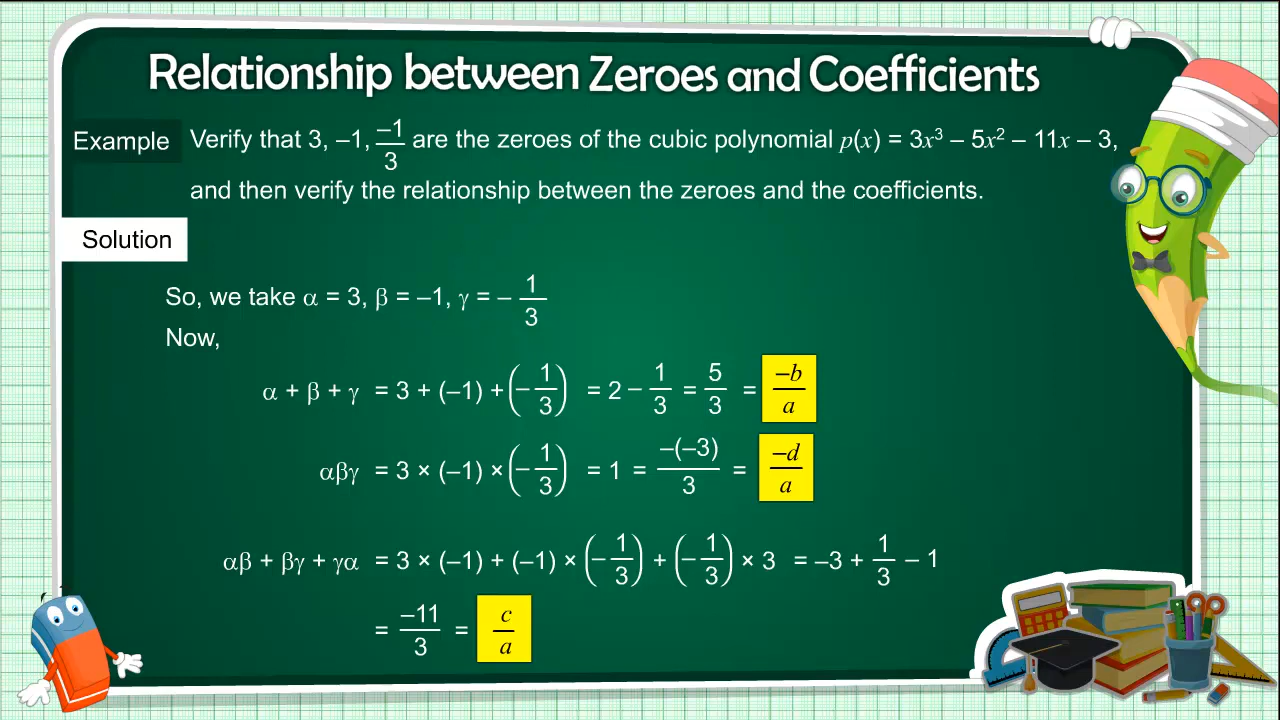 Relationship between Zeroes and Coefficients
Example Verify that 3, –1, –1/3 are the zeroes of the cubic polynomial p(x) = 3x³ – 5x² – 11x – 3,
and then verify the relationship between the zeroes and the coefficients.
Solution
So, we take α = 3, β = –1, γ = – 1/3
Now,
α + β + γ = 3 + (–1) + (– 1/3) = 2 – 1/3 = 5/3 = –b/a
αβγ = 3 × (–1) × (– 1/3) = 1 = –(–3)/3 = –d/a
αβ + βγ + γα = 3 × (–1) + (–1) × (– 1/3) + (– 1/3) × 3 = –3 + 1/3 – 1
= –11/3 = c/a